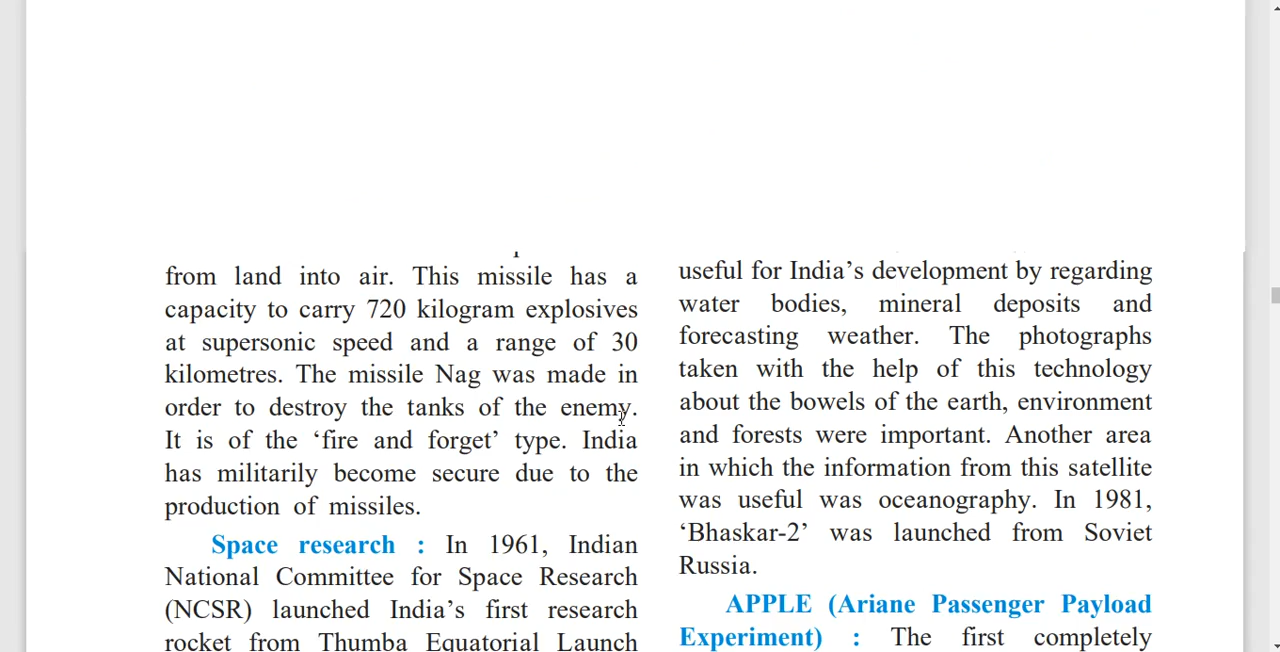 from land into air. This missile has a
capacity to carry 720 kilogram explosives
at supersonic speed and a range of 30
kilometres. The missile Nag was made in
order to destroy the tanks of the enemy.
It is of the ‘fire and forget’ type. India
has militarily become secure due to the
production of missiles.
Space research : In 1961, Indian
National Committee for Space Research
(NCSR) launched India’s first research
rocket from Thumba Equatorial Launch
useful for India’s development by regarding
water bodies, mineral deposits and
forecasting weather. The photographs
taken with the help of this technology
about the bowels of the earth, environment
and forests were important. Another area
in which the information from this satellite
was useful was oceanography. In 1981,
‘Bhaskar-2’ was launched from Soviet
Russia.
APPLE (Ariane Passenger Payload
Experiment) : The first completely